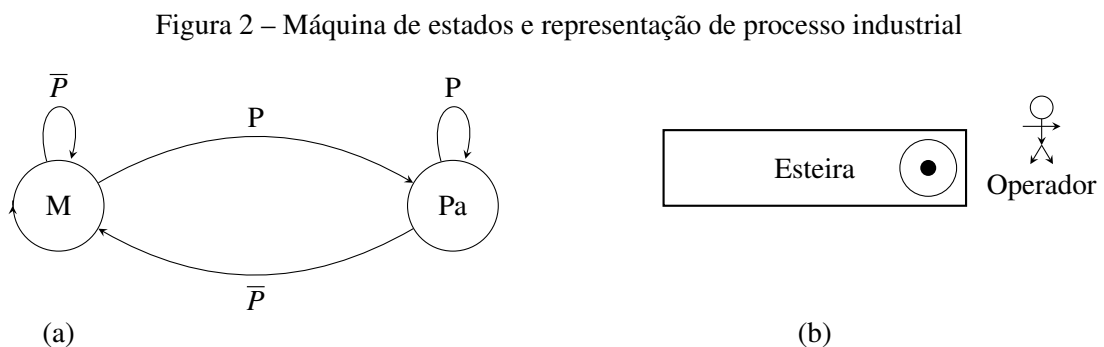 Figura 2 – Máquina de estados e representação de processo industrial
P̅
P
P
M
Pa
P̅
Esteira
Operador
(a)
(b)